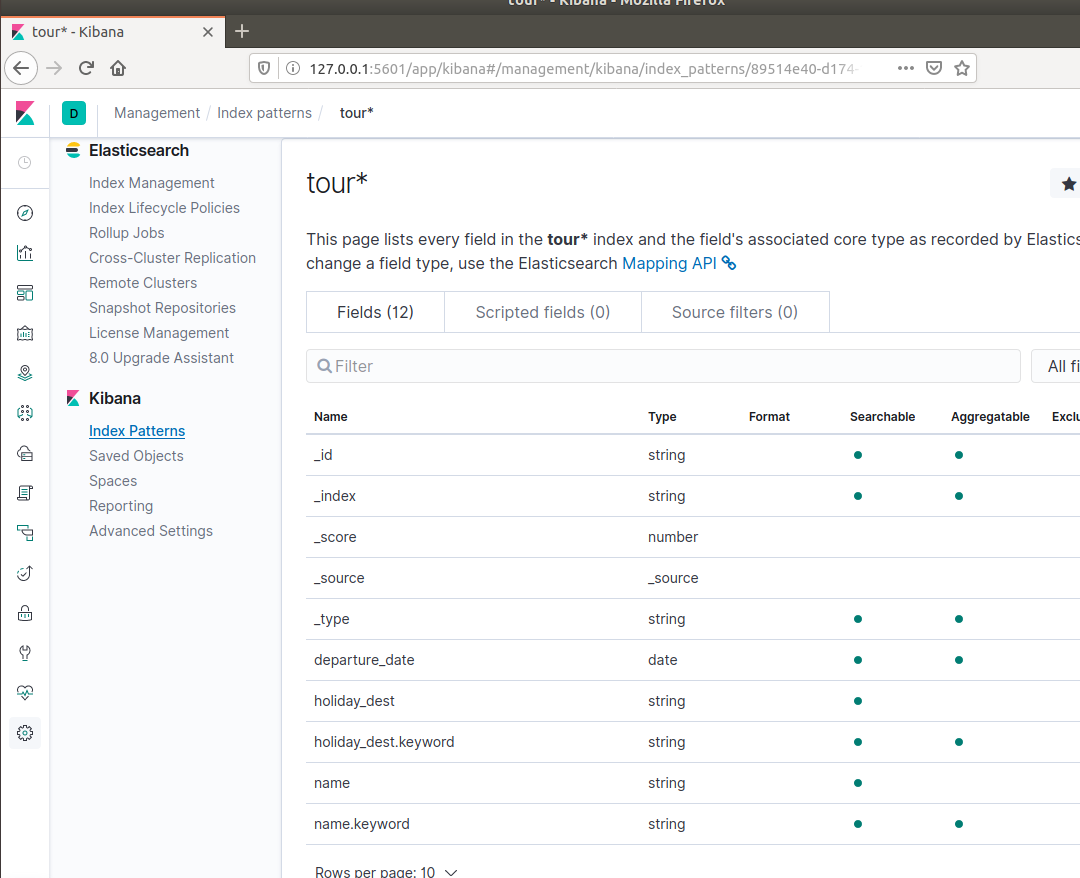 tour* - Kibana - Mozilla Firefox
tour* - Kibana
127.0.0.1:5601/app/kibana#/management/kibana/index_patterns/89514e40-d174-
D
Management / Index patterns / tour*
Elasticsearch
Index Management
Index Lifecycle Policies
Rollup Jobs
Cross-Cluster Replication
Remote Clusters
Snapshot Repositories
License Management
8.0 Upgrade Assistant
Kibana
Index Patterns
Saved Objects
Spaces
Reporting
Advanced Settings
tour*
This page lists every field in the tour* index and the field's associated core type as recorded by Elastics
change a field type, use the Elasticsearch Mapping API
Fields (12) Scripted fields (0) Source filters (0)
Filter All fi
Name Type Format Searchable Aggregatable Exclu
_id string
_index string
_score number
_source _source
_type string
departure_date date
holiday_dest string
holiday_dest.keyword string
name string
name.keyword string
Rows per page: 10